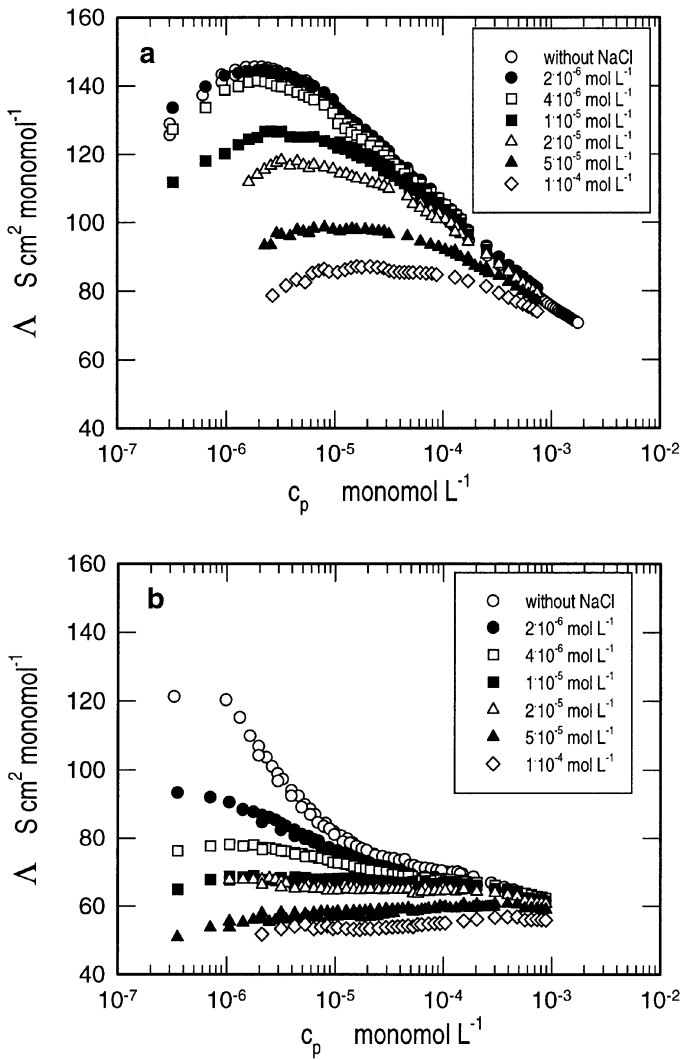 a
160
140
120
100
80
60
40
Λ S cm² monomol⁻¹
without NaCl
2·10⁻⁶ mol L⁻¹
4·10⁻⁶ mol L⁻¹
1·10⁻⁵ mol L⁻¹
2·10⁻⁵ mol L⁻¹
5·10⁻⁵ mol L⁻¹
1·10⁻⁴ mol L⁻¹
10⁻⁷ 10⁻⁶ 10⁻⁵ 10⁻⁴ 10⁻³ 10⁻²
cₚ monomol L⁻¹
b
160
140
120
100
80
60
40
Λ S cm² monomol⁻¹
without NaCl
2·10⁻⁶ mol L⁻¹
4·10⁻⁶ mol L⁻¹
1·10⁻⁵ mol L⁻¹
2·10⁻⁵ mol L⁻¹
5·10⁻⁵ mol L⁻¹
1·10⁻⁴ mol L⁻¹
10⁻⁷ 10⁻⁶ 10⁻⁵ 10⁻⁴ 10⁻³ 10⁻²
cₚ monomol L⁻¹